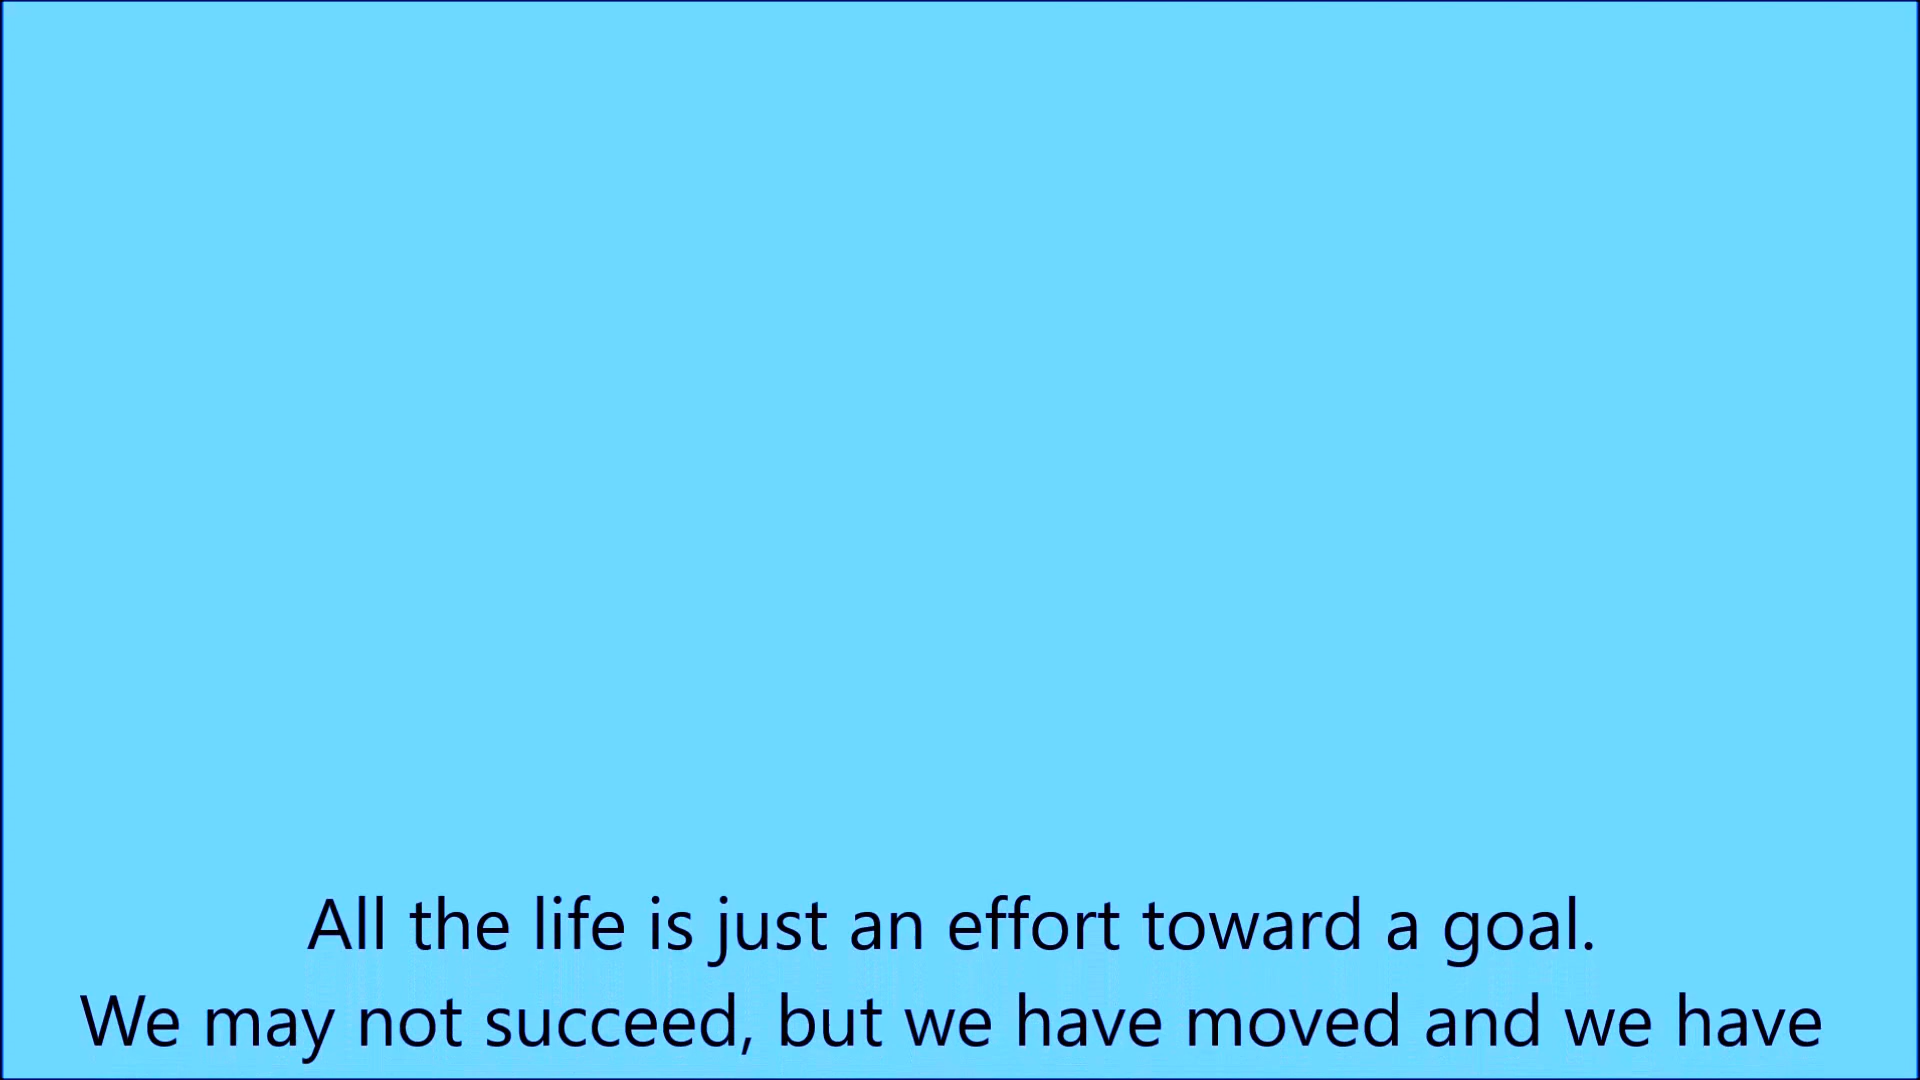 All the life is just an effort toward a goal.
We may not succeed, but we have moved and we have